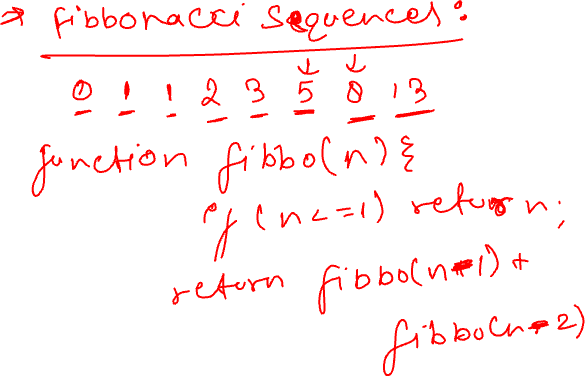 → fibbonacci Sequences:
0 1 1 2 3 5 8 13
function fibbo(n) {
if (n <= 1) return n;
return fibbo(n-1) +
fibbo(n-2)